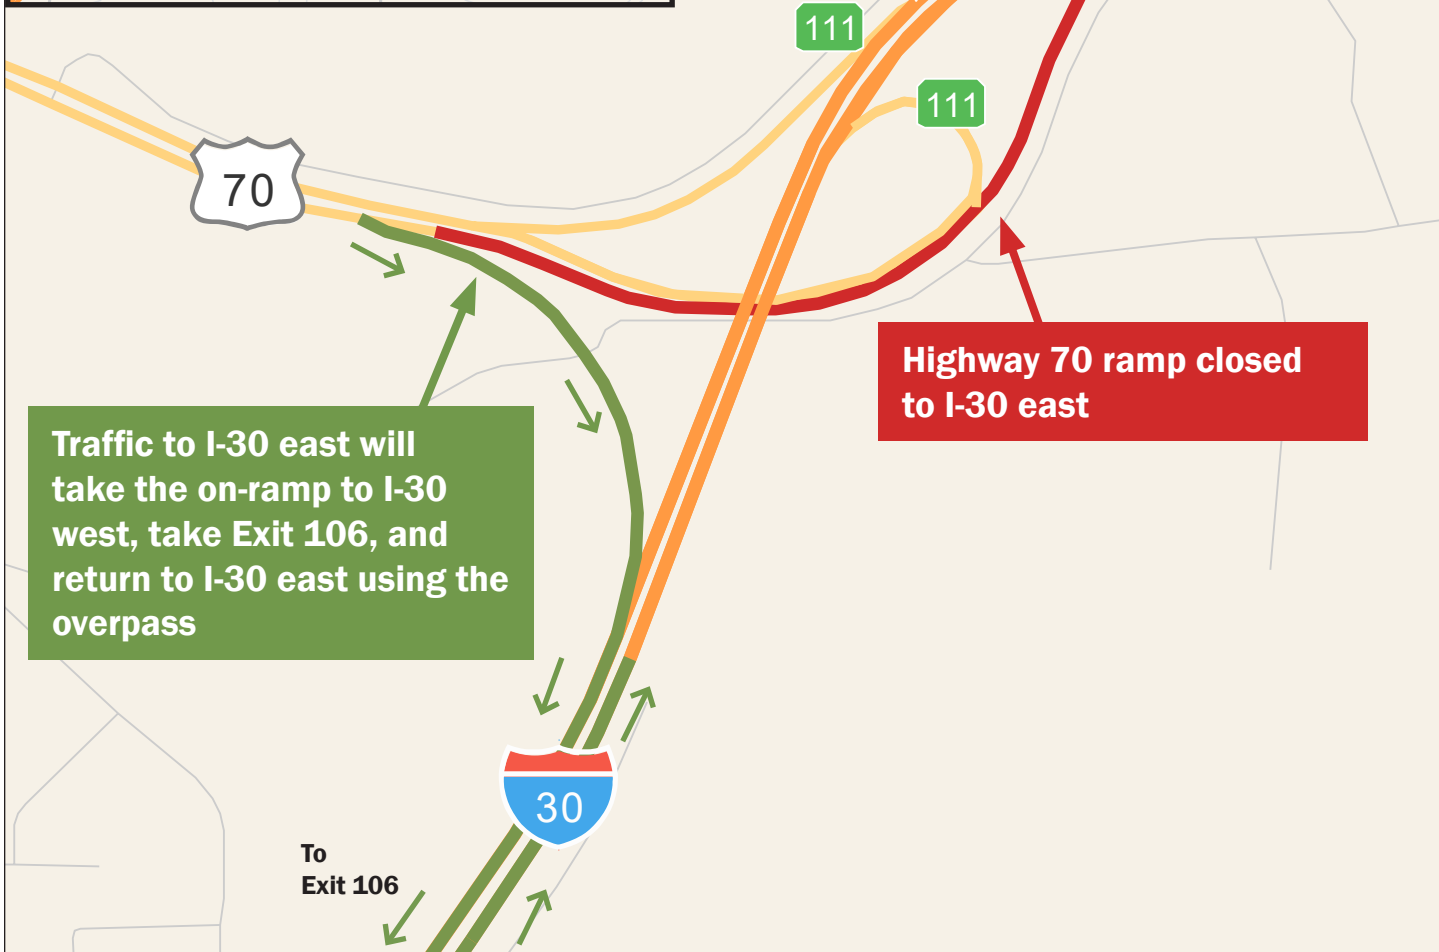 111
111
70
Highway 70 ramp closed
to I-30 east
Traffic to I-30 east will
take the on-ramp to I-30
west, take Exit 106, and
return to I-30 east using the
overpass
30
To
Exit 106